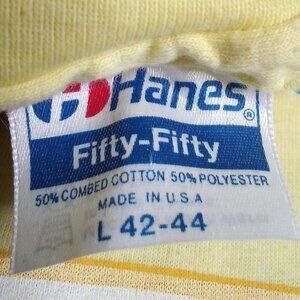 Hanes®
Fifty-Fifty
50% COMBED COTTON 50% POLYESTER
MADE IN U.S.A
L 42-44